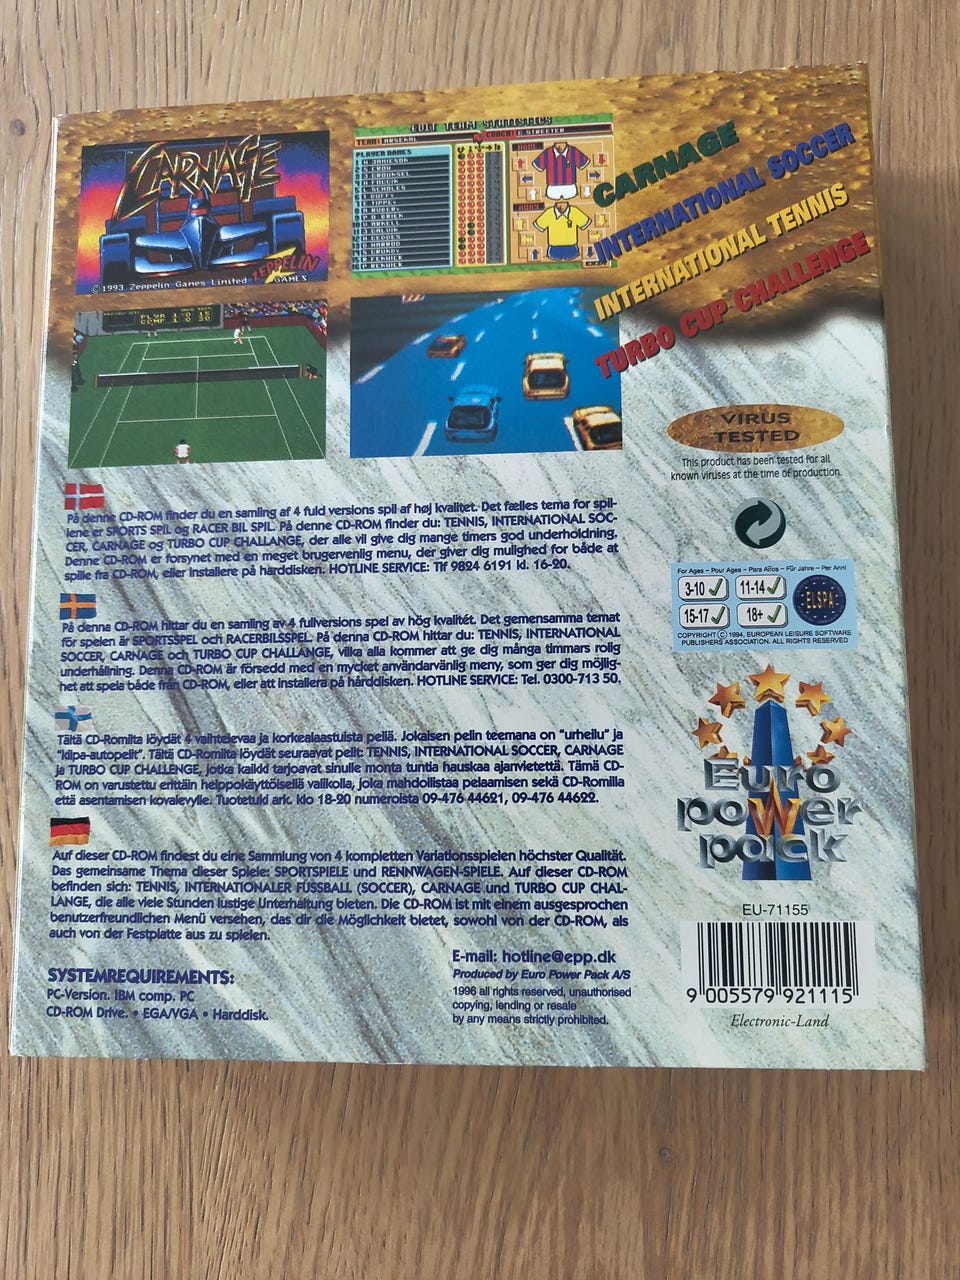 CARNAGE
ZEPPELIN
GAMES
©1993 Zeppelin Games Limited
EDIT TEAM STATISTICS
TEAM: ARSENAL
COACH: G STREETER
PLAYER NAMES
CARNAGE
INTERNATIONAL SOCCER
INTERNATIONAL TENNIS
TURBO CUP CHALLENGE
PLYR 1 0 15
COMP 1 0 30
VIRUS
TESTED
This product has been tested for all
known viruses at the time of production.
På denne CD-ROM finder du en samling af 4 fuld versions spil af høj kvalitet. Det fælles tema for spil-
lene er SPORTS SPIL og RACER BIL SPIL. På denne CD-ROM finder du: TENNIS, INTERNATIONAL SOC-
CER, CARNAGE og TURBO CUP CHALLANGE, der alle vil give dig mange timers god underholdning.
Denne CD-ROM er forsynet med en meget brugervenlig menu, der giver dig mulighed for både at
spille fra CD-ROM, eller installere på harddisken. HOTLINE SERVICE: Tlf 9824 6191 kl. 16-20.
For Ages – Pour Ages – Para Años – Für Jahre – Per Anni
3-10 11-14
15-17 18+
ELSPA
COPYRIGHT © 1994, EUROPEAN LEISURE SOFTWARE
PUBLISHERS ASSOCIATION. ALL RIGHTS RESERVED
På denna CD-ROM hittar du en samling av 4 fullversions spel av hög kvalitét. Det gemensamma temat
för spelen är SPORTSSPEL och RACERBILSSPEL. På denna CD-ROM hittar du: TENNIS, INTERNATIONAL
SOCCER, CARNAGE och TURBO CUP CHALLANGE, vilka alla kommer att ge dig många timmars rolig
underhållning. Denna CD-ROM är försedd med en mycket användarvänlig meny, som ger dig möjlig-
het att spela både från CD-ROM, eller att installera på hårddisken. HOTLINE SERVICE: Tel. 0300-713 50.
Tältä CD-Romilta löydät 4 vaihtelevaa ja korkealaastuista peliä. Jokaisen pelin teemana on "urheilu" ja
"kilpa-autopelit". Tältä CD-Romilta löydät seuraavat pelit: TENNIS, INTERNATIONAL SOCCER, CARNAGE
ja TURBO CUP CHALLENGE, jotka kaikki tarjoavat sinulle monta tuntia hauskaa ajanvietettä. Tämä CD-
ROM on varustettu erittäin helppokäyttöisellä valikolla, joka mahdollistaa pelaamisen sekä CD-Romilla
että asentamisen kovalevylle. Tuotetuki ark. klo 18-20 numeroista 09-476 44621, 09-476 44622.
Euro
power
pack
Auf dieser CD-ROM findest du eine Sammlung von 4 kompletten Variationsspielen höchster Qualität.
Das gemeinsame Thema dieser Spiele: SPORTSPIELE und RENNWAGEN-SPIELE. Auf dieser CD-ROM
befinden sich: TENNIS, INTERNATIONALER FUSSBALL (SOCCER), CARNAGE und TURBO CUP CHAL-
LANGE, die alle viele Stunden lustige Unterhaltung bieten. Die CD-ROM ist mit einem ausgesprochen
benutzerfreundlichen Menü versehen, das dir die Möglichkeit bietet, sowohl von der CD-ROM, als
auch von der Festplatte aus zu spielen.
EU-71155
9 005579 921115
Electronic-Land
SYSTEMREQUIREMENTS:
PC-Version. IBM comp. PC
CD-ROM Drive. • EGA/VGA • Harddisk.
E-mail: hotline@epp.dk
Produced by Euro Power Pack A/S
1996 all rights reserved, unauthorised
copying, lending or resale
by any means strictly prohibited.